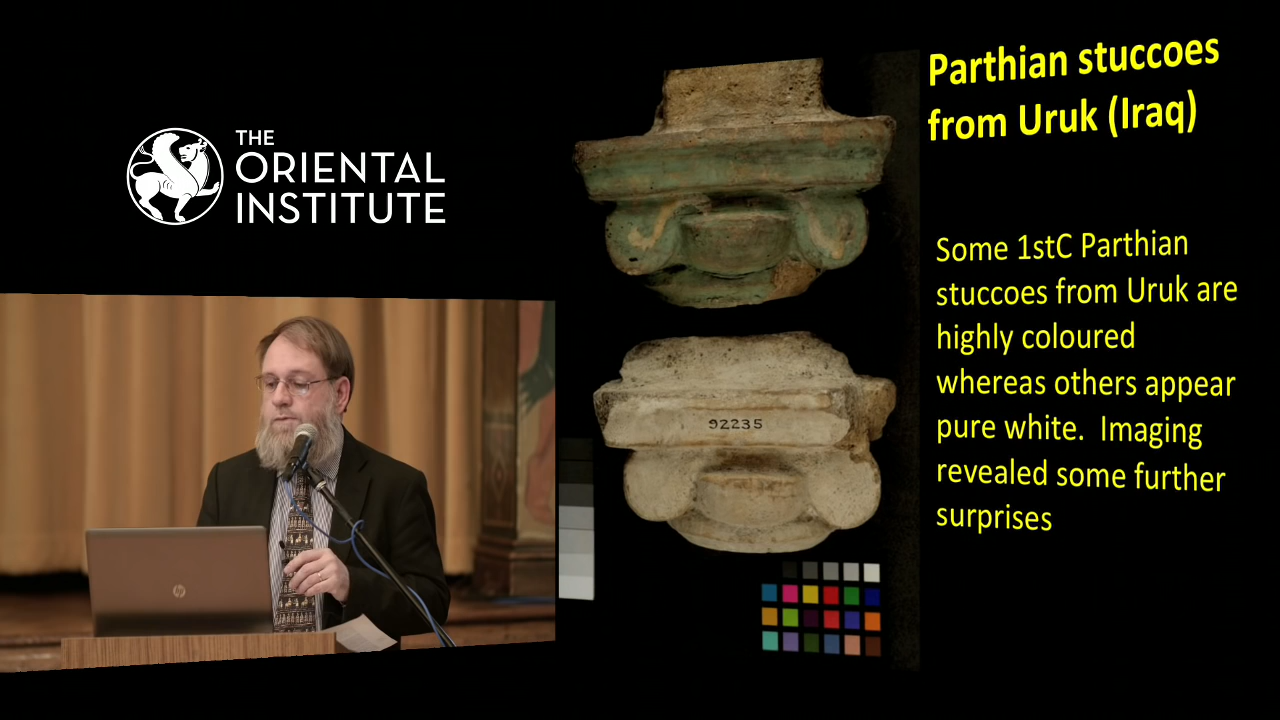 THE
ORIENTAL
INSTITUTE
Parthian stuccoes
from Uruk (Iraq)
Some 1stC Parthian
stuccoes from Uruk are
highly coloured
whereas others appear
pure white.  Imaging
revealed some further
surprises
92235
hp